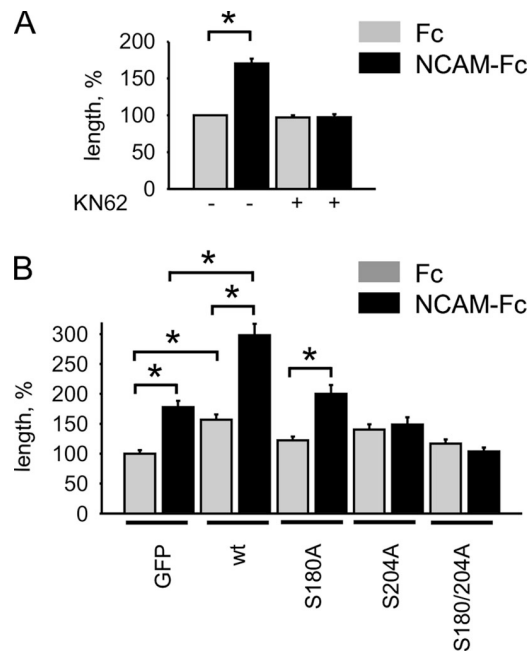 A
*
Fc
NCAM-Fc
length, %
200
150
100
50
0
KN62 - - + +
B
*
*
*
*
*
Fc
NCAM-Fc
length, %
300
250
200
150
100
50
0
GFP
wt
S180A
S204A
S180/204A